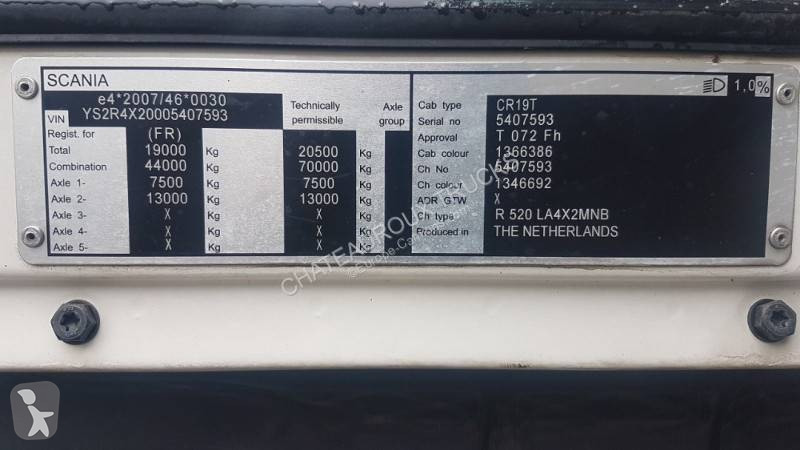 SCANIA
1,0%
e4*2007/46*0030
VIN YS2R4X20005407593
Technically permissible
Axle group
Regist. for (FR)
Total 19000 Kg 20500 Kg
Combination 44000 Kg 70000 Kg
Axle 1- 7500 Kg 7500 Kg
Axle 2- 13000 Kg 13000 Kg
Axle 3- X Kg X Kg
Axle 4- X Kg X Kg
Axle 5- X Kg X Kg
Cab type CR19T
Serial no 5407593
Approval T 072 Fh
Cab colour 1366386
Ch No 5407593
Ch colour 1346692
ADR GTW X
Ch type R 520 LA4X2MNB
Produced in THE NETHERLANDS
CHATEAUROUX TRUCKS